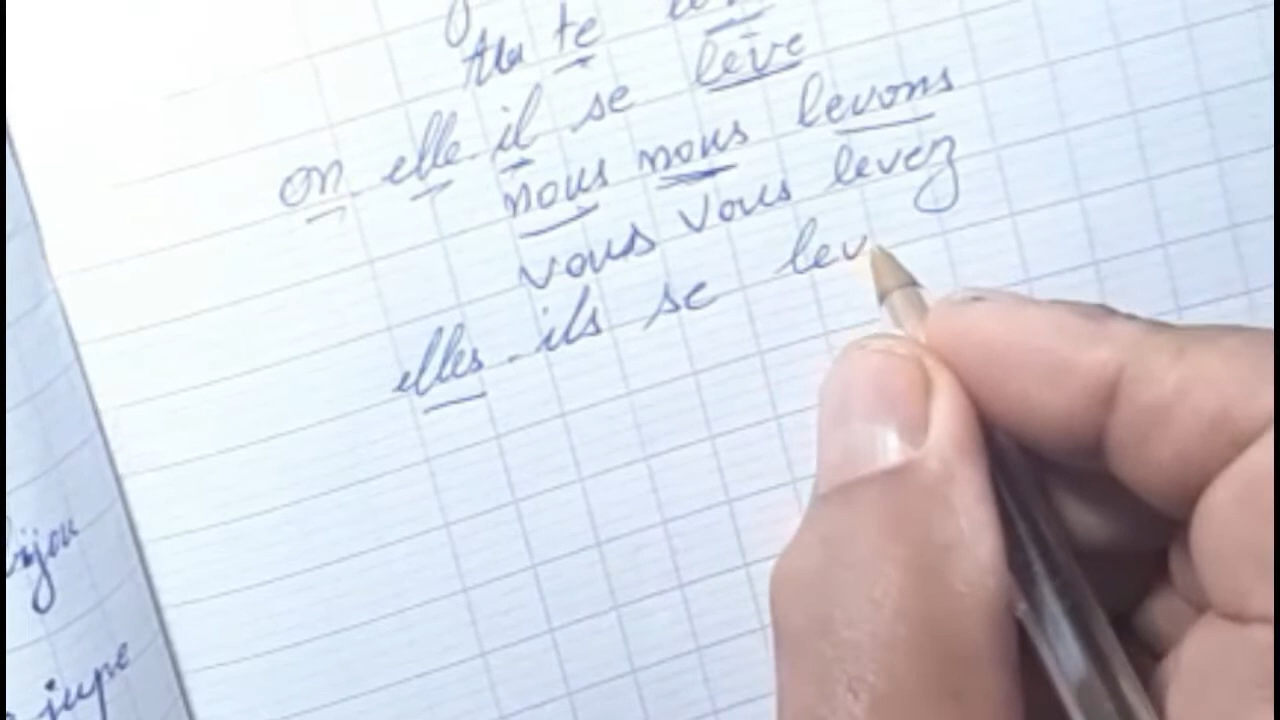 tu te
on elle il se lève
nous nous levons
vous vous levez
elles ils se lev
bijou
jupe